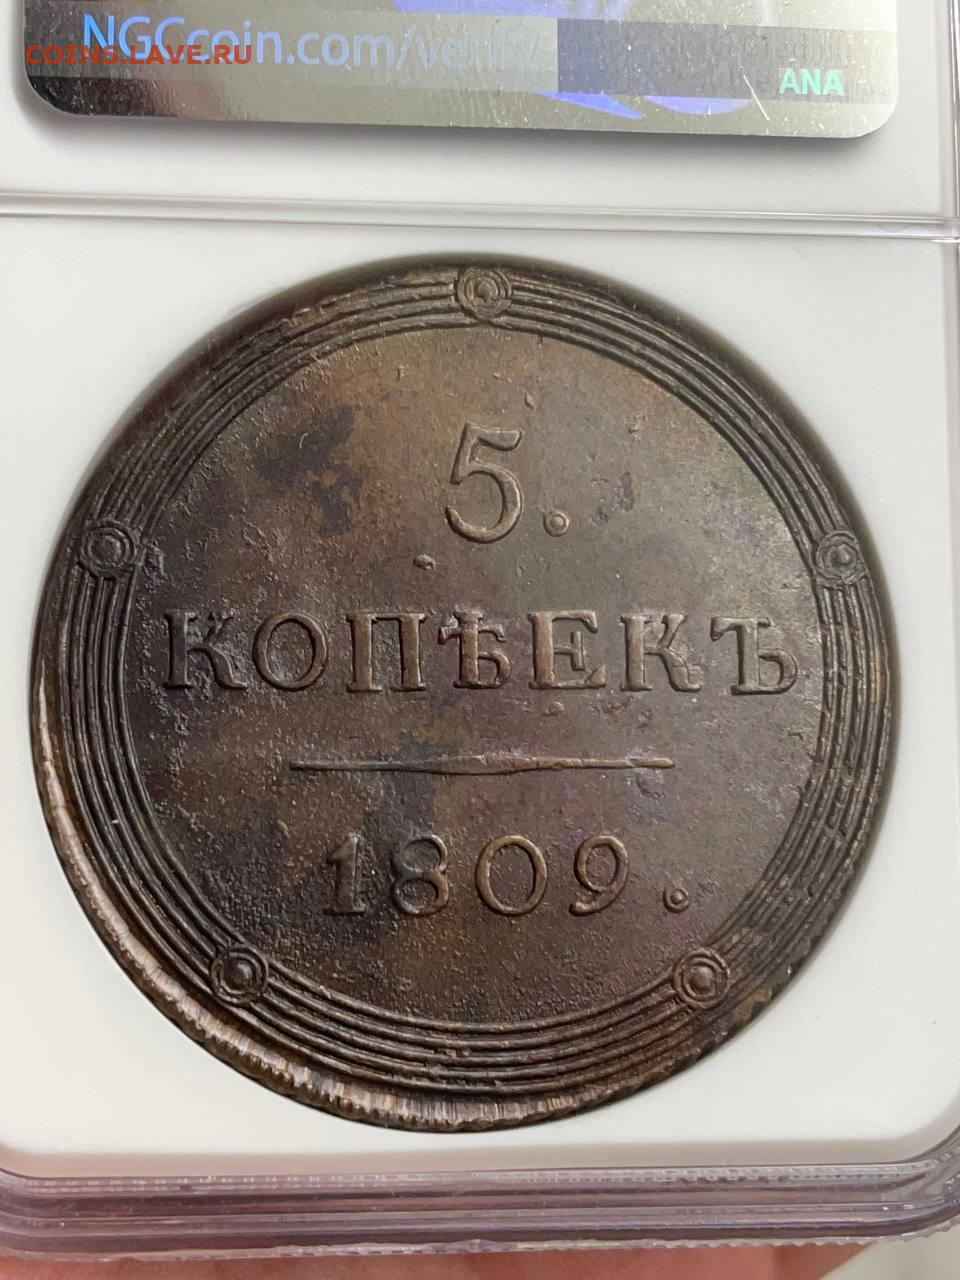 NGCcoin.com/verify
COINS.LAVE.RU
ANA
5.
КОПѢЕКЪ
1809.